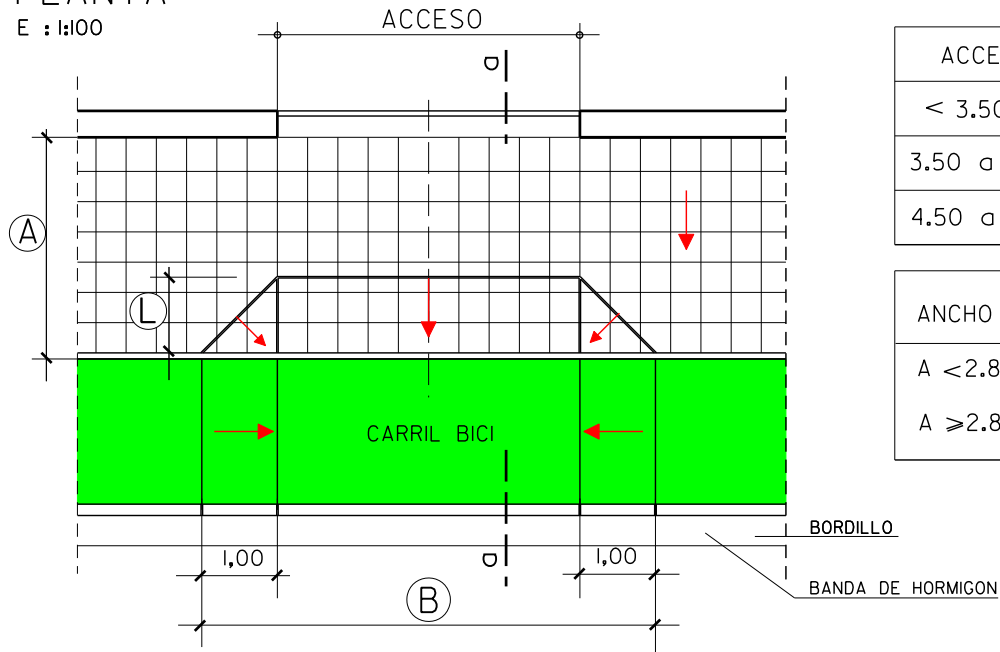 E : 1:100
ACCESO
a
A
L
CARRIL BICI
1,00
a
1,00
B
BORDILLO
BANDA DE HORMIGON
< 3.50
3.50 a
4.50 a
ANCHO
A <2.8
A ≥2.8